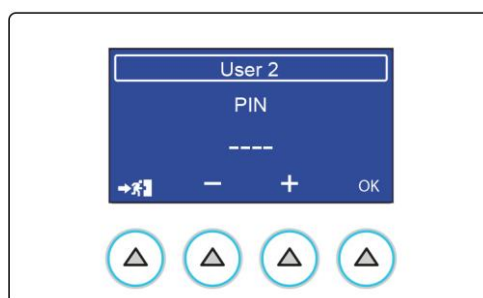 User 2
PIN
----
− + OK